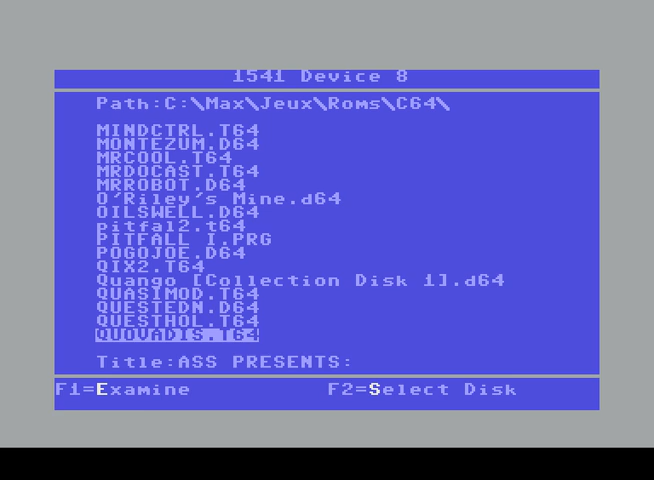 1541 Device 8
Path:C:\Max\Jeux\Roms\C64\
MINDCTRL.T64
MONTEZUM.D64
MRCOOL.T64
MRDOCAST.T64
MRROBOT.D64
O'Riley's Mine.d64
OILSWELL.D64
pitfal2.t64
PITFALL I.PRG
POGOJOE.D64
QIX2.T64
Quango [Collection Disk 1].d64
QUASIMOD.T64
QUESTEDN.D64
QUESTHOL.T64
QUOVADIS.T64
Title:ASS PRESENTS:
F1=Examine F2=Select Disk